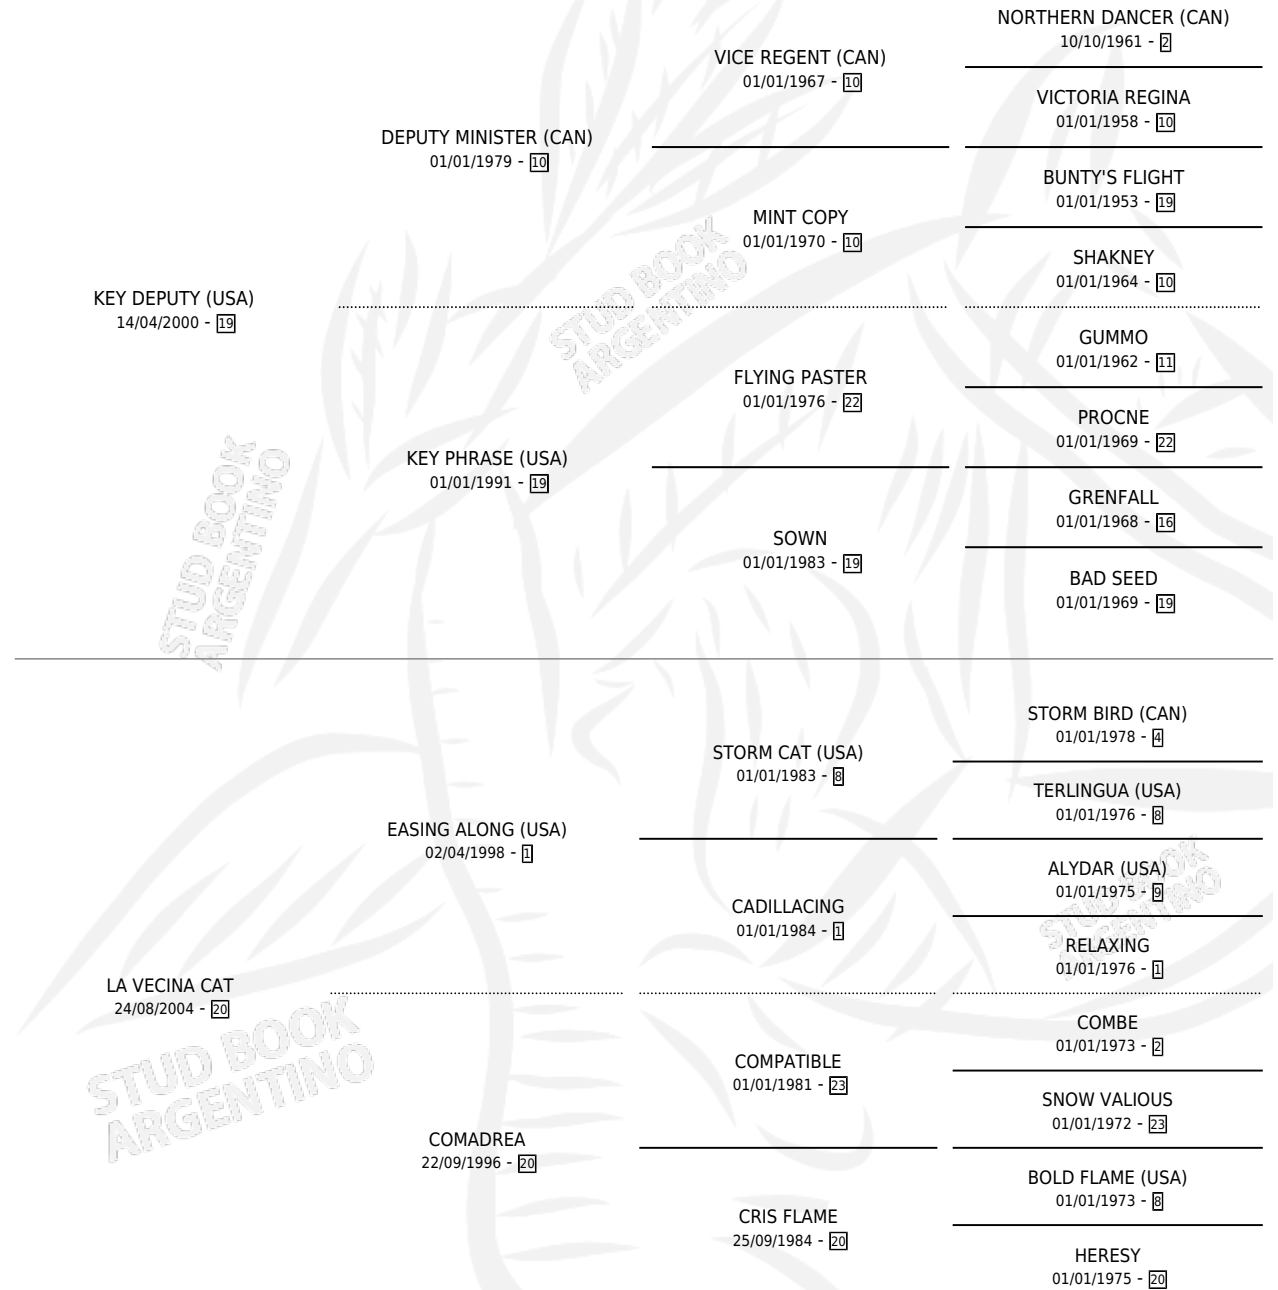 NORTHERN DANCER (CAN)
10/10/1961 - 2
VICE REGENT (CAN)
01/01/1967 - 10
VICTORIA REGINA
01/01/1958 - 10
DEPUTY MINISTER (CAN)
01/01/1979 - 10
BUNTY'S FLIGHT
01/01/1953 - 19
MINT COPY
01/01/1970 - 10
SHAKNEY
01/01/1964 - 10
KEY DEPUTY (USA)
14/04/2000 - 19
GUMMO
01/01/1962 - 11
FLYING PASTER
01/01/1976 - 22
PROCNE
01/01/1969 - 22
KEY PHRASE (USA)
01/01/1991 - 19
GRENFALL
01/01/1968 - 16
SOWN
01/01/1983 - 19
BAD SEED
01/01/1969 - 19
STORM BIRD (CAN)
01/01/1978 - 4
STORM CAT (USA)
01/01/1983 - 8
TERLINGUA (USA)
01/01/1976 - 8
EASING ALONG (USA)
02/04/1998 - 1
ALYDAR (USA)
01/01/1975 - 9
CADILLACING
01/01/1984 - 1
RELAXING
01/01/1976 - 1
LA VECINA CAT
24/08/2004 - 20
COMBE
01/01/1973 - 2
COMPATIBLE
01/01/1981 - 23
SNOW VALIOUS
01/01/1972 - 23
COMADREA
22/09/1996 - 20
BOLD FLAME (USA)
01/01/1973 - 8
CRIS FLAME
25/09/1984 - 20
HERESY
01/01/1975 - 20
STUD BOOK
ARGENTINO
STUD BOOK
ARGENTINO
STUD BOOK
ARGENTINO
STUD BOOK
ARGENTINO